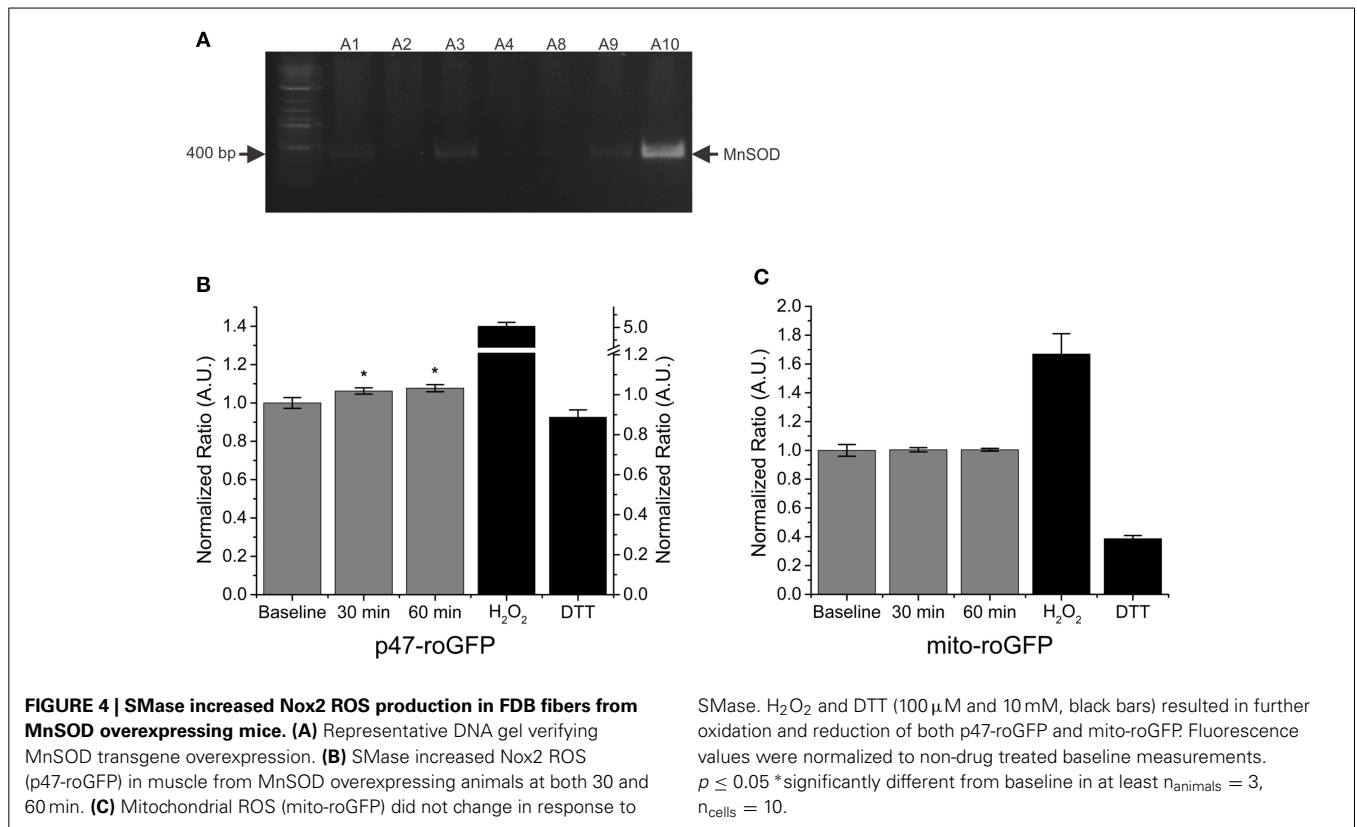 A
A1 A2 A3 A4 A8 A9 A10
400 bp
MnSOD
B
Normalized Ratio (A.U.)
1.4
1.2
1.0
0.8
0.6
0.4
0.2
0.0
5.0
1.2
1.0
0.8
0.6
0.4
0.2
0.0
Normalized Ratio (A.U.)
* *
Baseline 30 min 60 min H₂O₂ DTT
p47-roGFP
C
Normalized Ratio (A.U.)
2.0
1.8
1.6
1.4
1.2
1.0
0.8
0.6
0.4
0.2
0.0
Baseline 30 min 60 min H₂O₂ DTT
mito-roGFP
FIGURE 4 | SMase increased Nox2 ROS production in FDB fibers from
MnSOD overexpressing mice. (A) Representative DNA gel verifying
MnSOD transgene overexpression. (B) SMase increased Nox2 ROS
(p47-roGFP) in muscle from MnSOD overexpressing animals at both 30 and
60 min. (C) Mitochondrial ROS (mito-roGFP) did not change in response to
SMase. H₂O₂ and DTT (100 μM and 10 mM, black bars) resulted in further
oxidation and reduction of both p47-roGFP and mito-roGFP. Fluorescence
values were normalized to non-drug treated baseline measurements.
p ≤ 0.05 *significantly different from baseline in at least nanimals = 3,
ncells = 10.